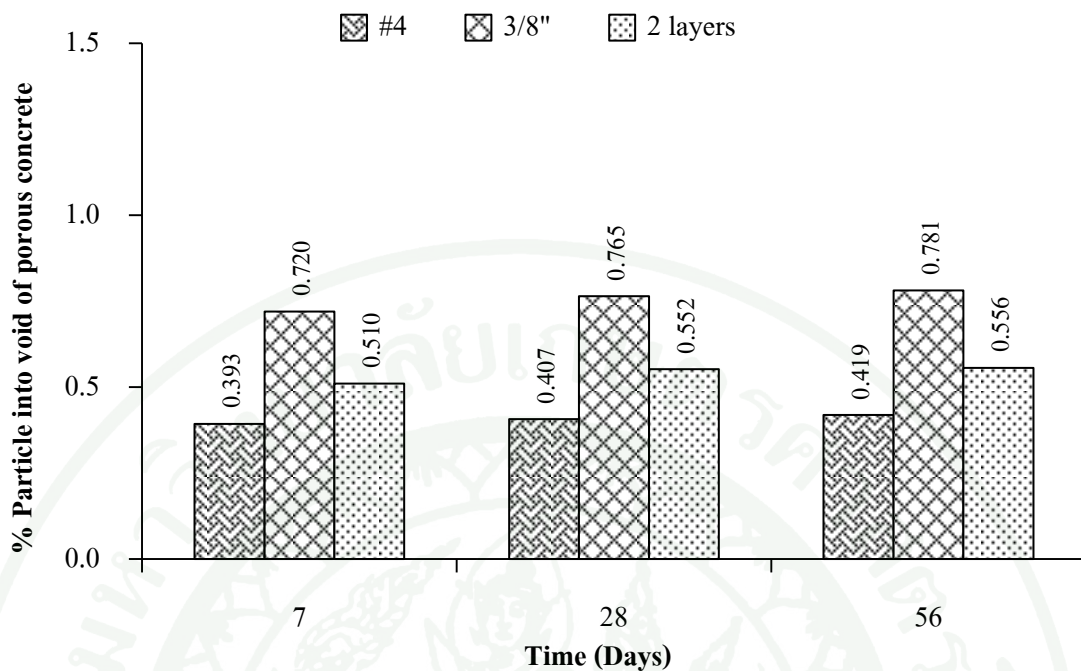 #4 3/8" 2 layers
% Particle into void of porous concrete
1.5
1.0
0.5
0.0
0.393 0.720 0.510
0.407 0.765 0.552
0.419 0.781 0.556
7 28 56
Time (Days)